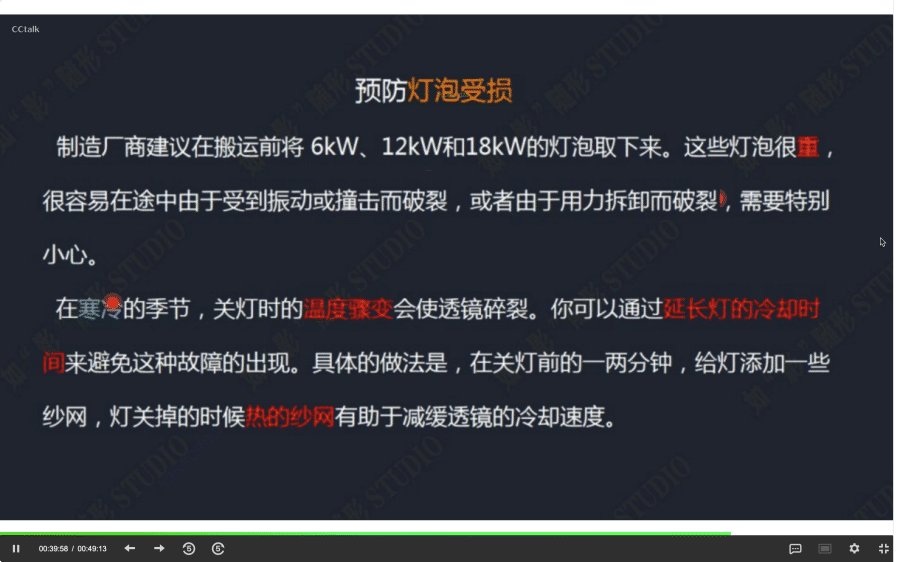 CCtalk
预防灯泡受损
制造厂商建议在搬运前将 6kW、12kW和18kW的灯泡取下来。这些灯泡很重，
很容易在途中由于受到振动或撞击而破裂，或者由于用力拆卸而破裂，需要特别
小心。
在寒冷的季节，关灯时的温度骤变会使透镜碎裂。你可以通过延长灯的冷却时
间来避免这种故障的出现。具体的做法是，在关灯前的一两分钟，给灯添加一些
纱网，灯关掉的时候热的纱网有助于减缓透镜的冷却速度。
00:39:58 / 00:49:13
5
5